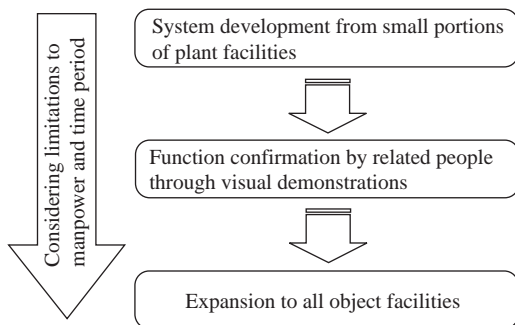 Considering limitations to
manpower and time period
System development from small portions
of plant facilities
Function confirmation by related people
through visual demonstrations
Expansion to all object facilities